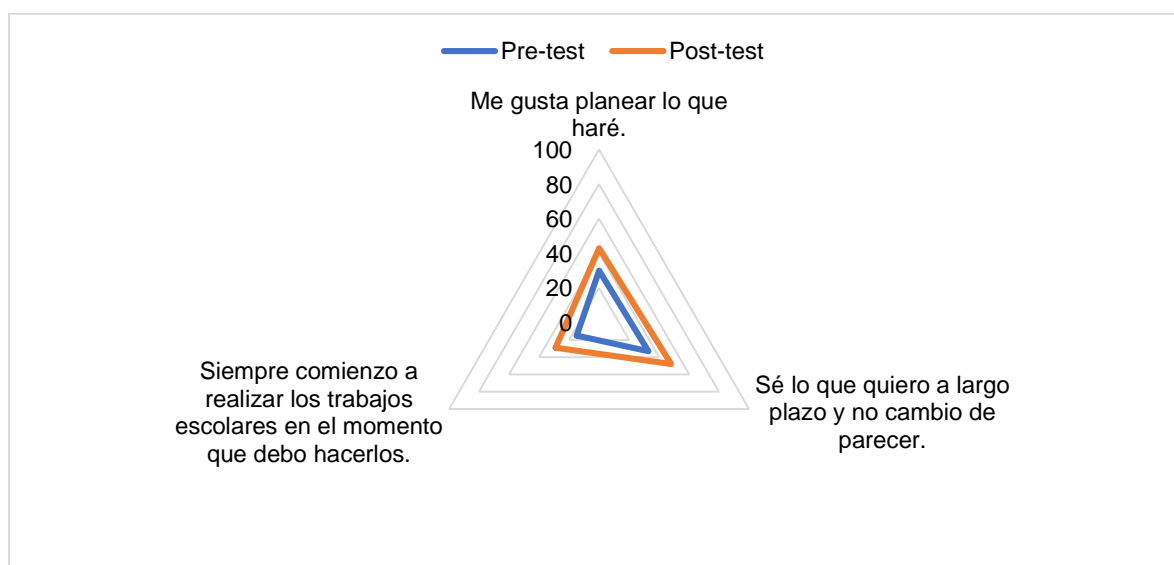 Pre-test Post-test
Me gusta planear lo que
haré.
100
80
60
40
20
0
Siempre comienzo a
realizar los trabajos
escolares en el momento
que debo hacerlos.
Sé lo que quiero a largo
plazo y no cambio de
parecer.